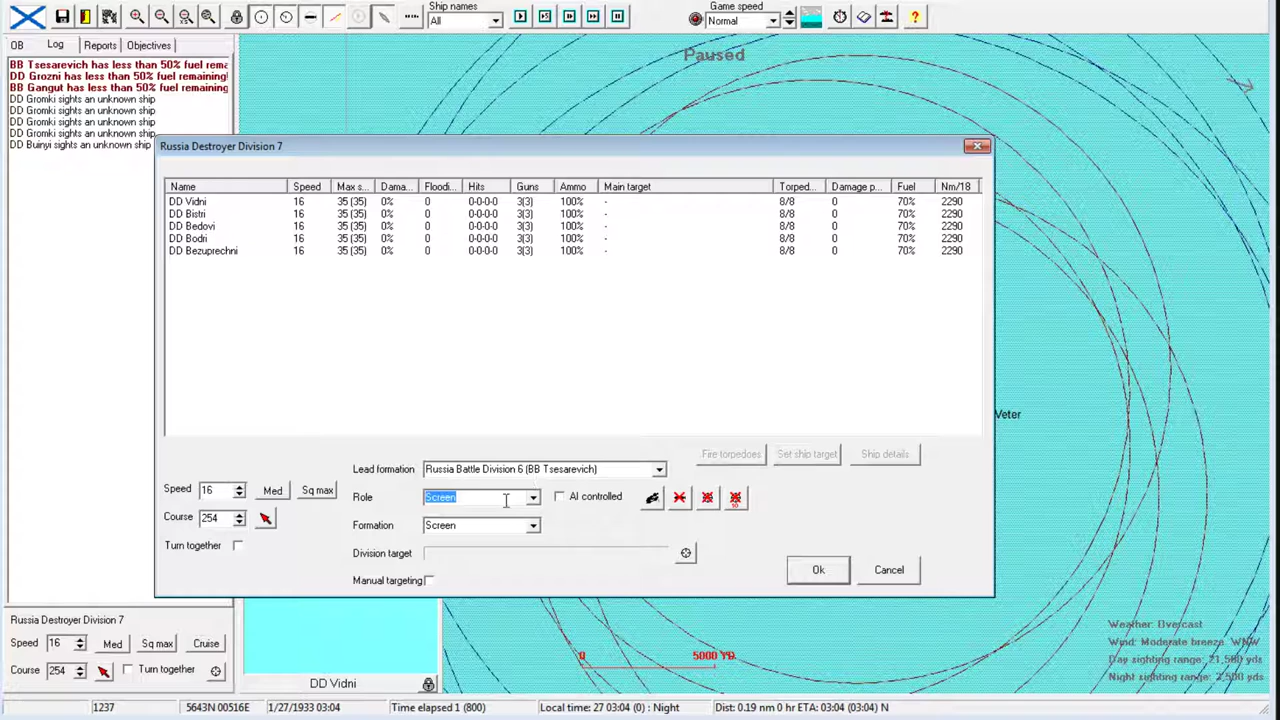 Ship names
All
Game speed
Normal
OB Log Reports Objectives
Paused
BB Tsesarevich has less than 50% fuel rema
DD Grozni has less than 50% fuel remaining!
BB Gangut has less than 50% fuel remaining
DD Gromki sights an unknown ship
DD Gromki sights an unknown ship
DD Gromki sights an unknown ship
DD Gromki sights an unknown ship
DD Buinyi sights an unknown ship
Russia Destroyer Division 7
Name Speed Max s... Dama... Floodi... Hits Guns Ammo Main target Torped... Damage p... Fuel Nm/18
DD Vidni 16 35 (35) 0% 0 0-0-0-0 3(3) 100% - 8/8 0 70% 2290
DD Bistri 16 35 (35) 0% 0 0-0-0-0 3(3) 100% - 8/8 0 70% 2290
DD Bedovi 16 35 (35) 0% 0 0-0-0-0 3(3) 100% - 8/8 0 70% 2290
DD Bodri 16 35 (35) 0% 0 0-0-0-0 3(3) 100% - 8/8 0 70% 2290
DD Bezuprechni 16 35 (35) 0% 0 0-0-0-0 3(3) 100% - 8/8 0 70% 2290
Veter
Fire torpedoes Set ship target Ship details
Lead formation Russia Battle Division 6 (BB Tsesarevich)
Speed 16 Med Sq max
Role Screen AI controlled
Course 254
Formation Screen
Turn together
Division target
Manual targeting
Ok Cancel
Russia Destroyer Division 7
Speed 16 Med Sq max Cruise
Course 254 Turn together
DD Vidni
0 5000 YD.
Weather: Overcast
Wind: Moderate breeze WNW
Day sighting range: 21,500 yds
Night sighting range: 2,500 yds
1237 5643N 00516E 1/27/1933 03:04 Time elapsed 1 (800) Local time: 27 03:04 (0) : Night Dist: 0.19 nm 0 hr ETA: 03:04 (03:04) N